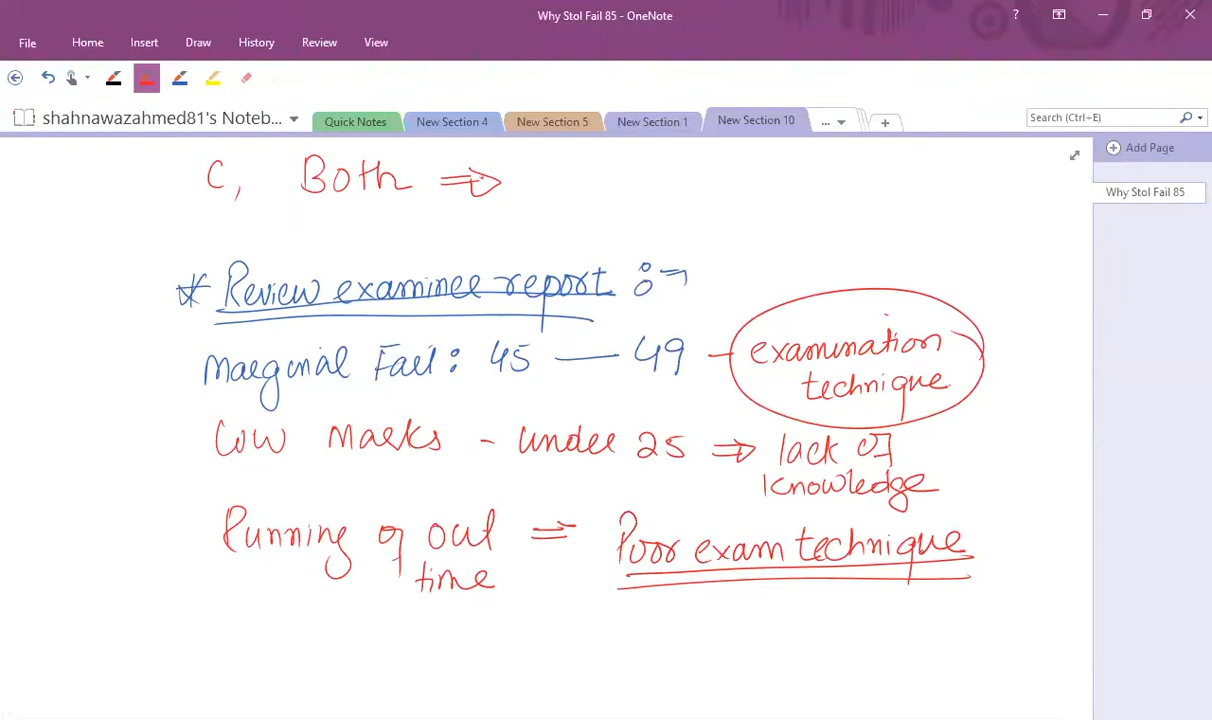 Why Stol Fail 85 - OneNote
?
File Home Insert Draw History Review View
shahnawazahmed81's Noteb... Quick Notes New Section 4 New Section 5 New Section 1 New Section 10 ... + Search (Ctrl+E)
Add Page
Why Stol Fail 85
C, Both ⇒
* Review examinee report :¬
Marginal Fail: 45 — 49 - examination
technique
Low Marks - under 25 ⇒ lack of
knowledge
Running of out = Poor exam technique
time